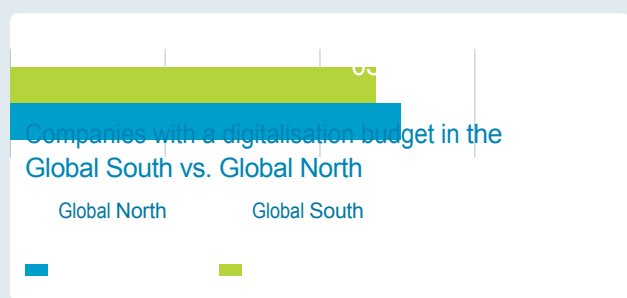 Companies with a digitalisation budget in the
Global South vs. Global North
Global North Global South